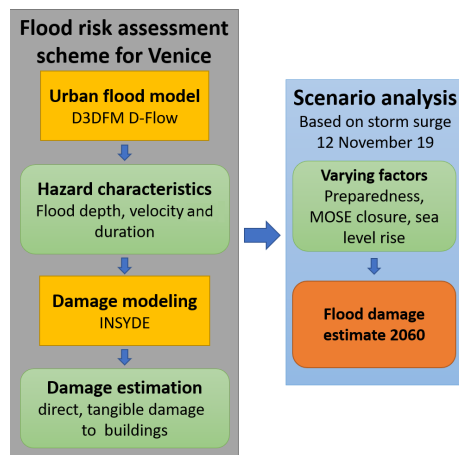 Flood risk assessment
scheme for Venice
Urban flood model
D3DFM D-Flow
Hazard characteristics
Flood depth, velocity and
duration
Damage modeling
INSYDE
Damage estimation
direct, tangible damage
to buildings
Scenario analysis
Based on storm surge
12 November 19
Varying factors
Preparedness,
MOSE closure, sea
level rise
Flood damage
estimate 2060